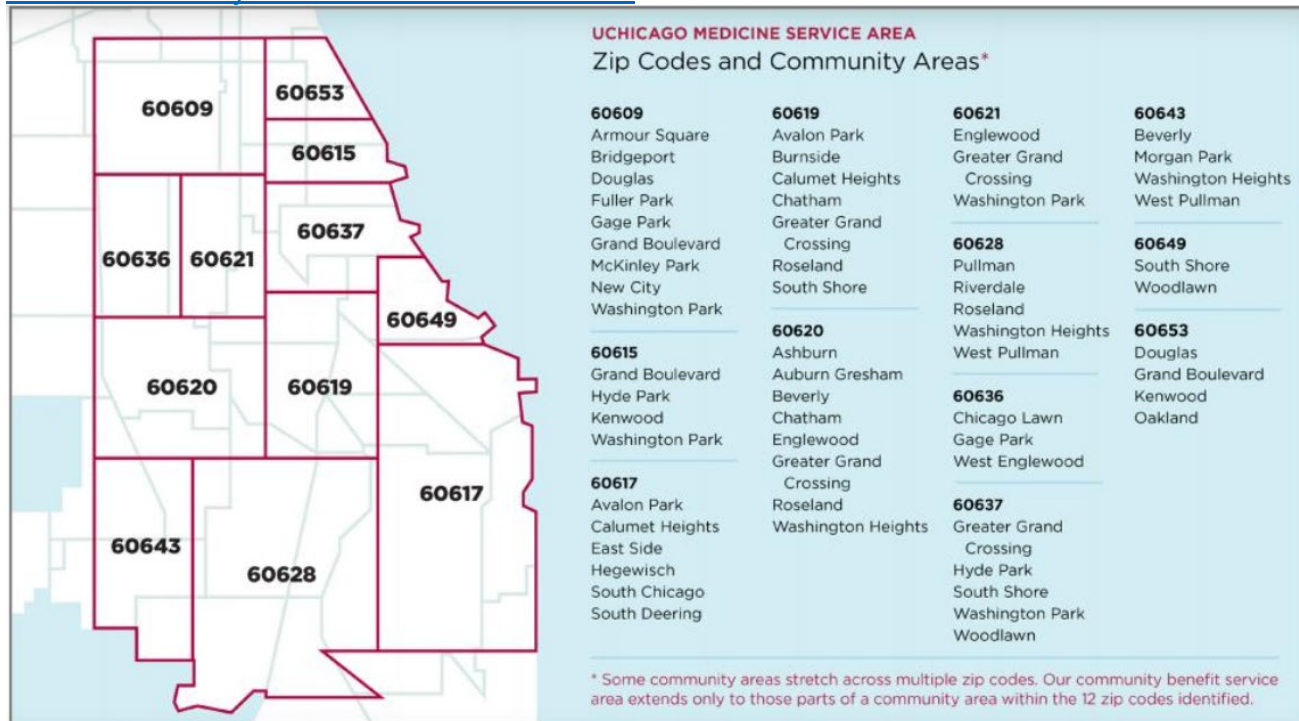 60609
60653
60615
60637
60636
60621
60649
60620
60619
60617
60643
60628
UCHICAGO MEDICINE SERVICE AREA
Zip Codes and Community Areas*
60609
Armour Square
Bridgeport
Douglas
Fuller Park
Gage Park
Grand Boulevard
McKinley Park
New City
Washington Park
60615
Grand Boulevard
Hyde Park
Kenwood
Washington Park
60617
Avalon Park
Calumet Heights
East Side
Hegewisch
South Chicago
South Deering
60619
Avalon Park
Burnside
Calumet Heights
Chatham
Greater Grand
Crossing
Roseland
South Shore
60620
Ashburn
Auburn Gresham
Beverly
Chatham
Englewood
Greater Grand
Crossing
Roseland
Washington Heights
60621
Englewood
Greater Grand
Crossing
Washington Park
60628
Pullman
Riverdale
Roseland
Washington Heights
West Pullman
60636
Chicago Lawn
Gage Park
West Englewood
60637
Greater Grand
Crossing
Hyde Park
South Shore
Washington Park
Woodlawn
60643
Beverly
Morgan Park
Washington Heights
West Pullman
60649
South Shore
Woodlawn
60653
Douglas
Grand Boulevard
Kenwood
Oakland
* Some community areas stretch across multiple zip codes. Our community benefit service
area extends only to those parts of a community area within the 12 zip codes identified.